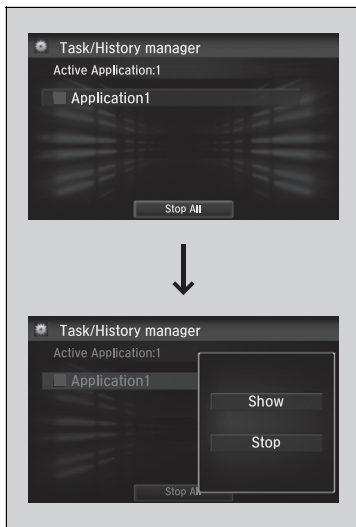 Task/History manager
Active Application:1
Application1
Stop All
Task/History manager
Active Application:1
Application1
Show
Stop
Stop All